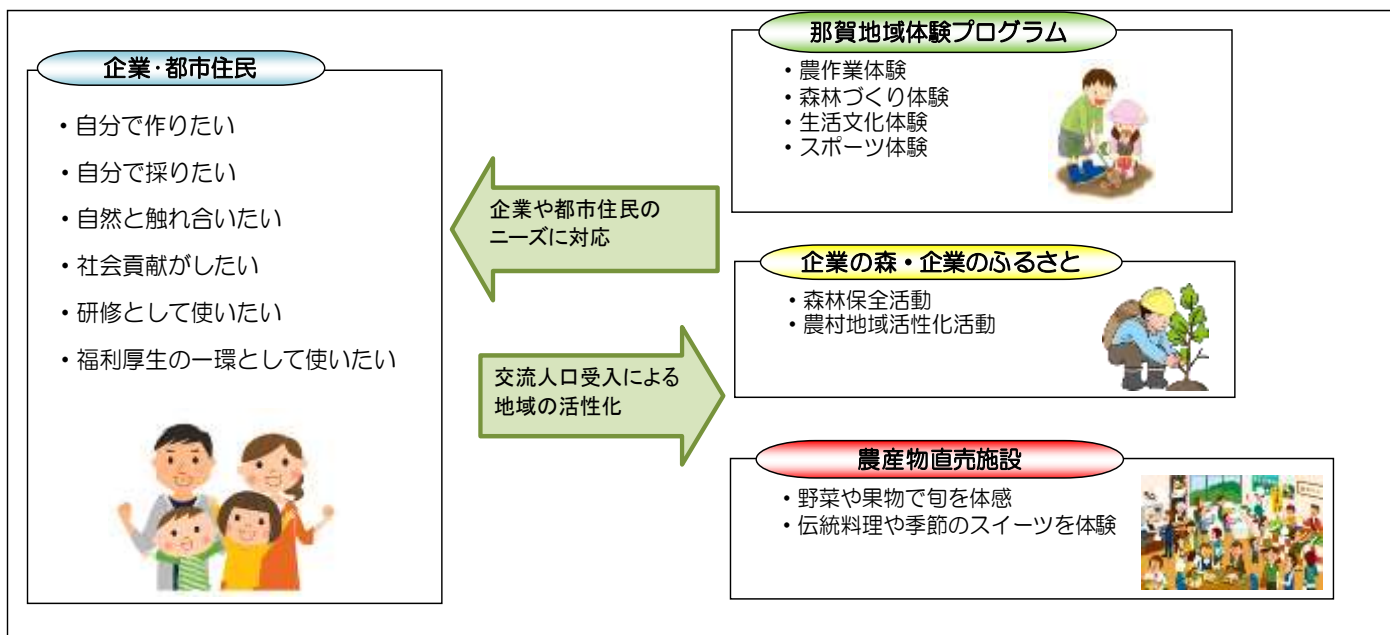 企業・都市住民
・自分で作りたい
・自分で採りたい
・自然と触れ合いたい
・社会貢献がしたい
・研修として使いたい
・福利厚生の一環として使いたい
企業や都市住民の
ニーズに対応
交流人口受入による
地域の活性化
那賀地域体験プログラム
・農作業体験
・森林づくり体験
・生活文化体験
・スポーツ体験
企業の森・企業のふるさと
・森林保全活動
・農村地域活性化活動
農産物直売施設
・野菜や果物で旬を体感
・伝統料理や季節のスイーツを体験